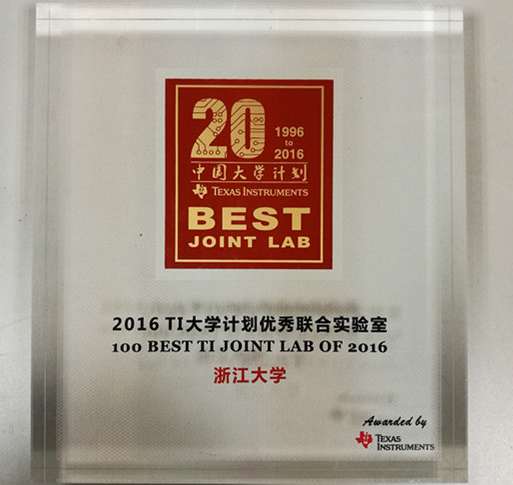 20
1996
to
2016
中国大学计划
TEXAS INSTRUMENTS
BEST
JOINT LAB
2016 TI大学计划优秀联合实验室
100 BEST TI JOINT LAB OF 2016
浙江大学
Awarded by
TEXAS
INSTRUMENTS